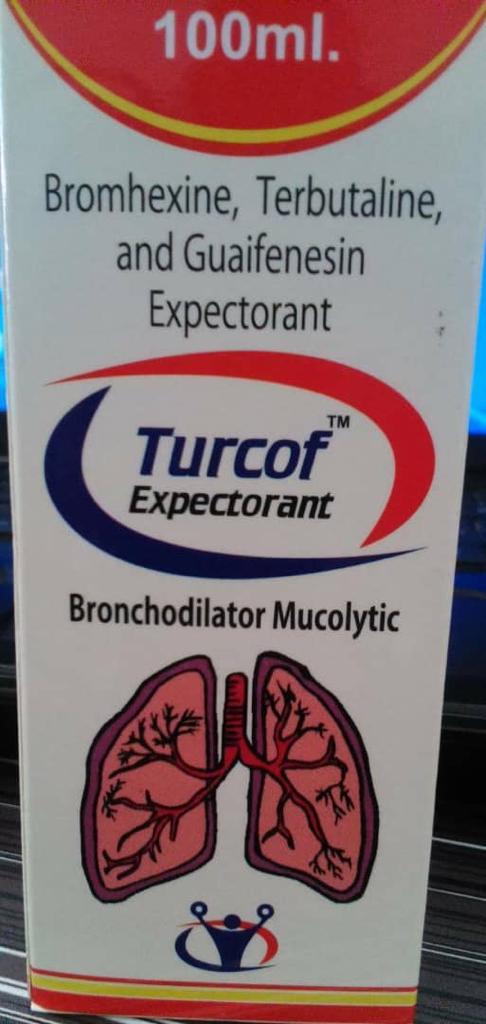 100ml.
Bromhexine, Terbutaline,
and Guaifenesin
Expectorant
Turcof™
Expectorant
Bronchodilator Mucolytic